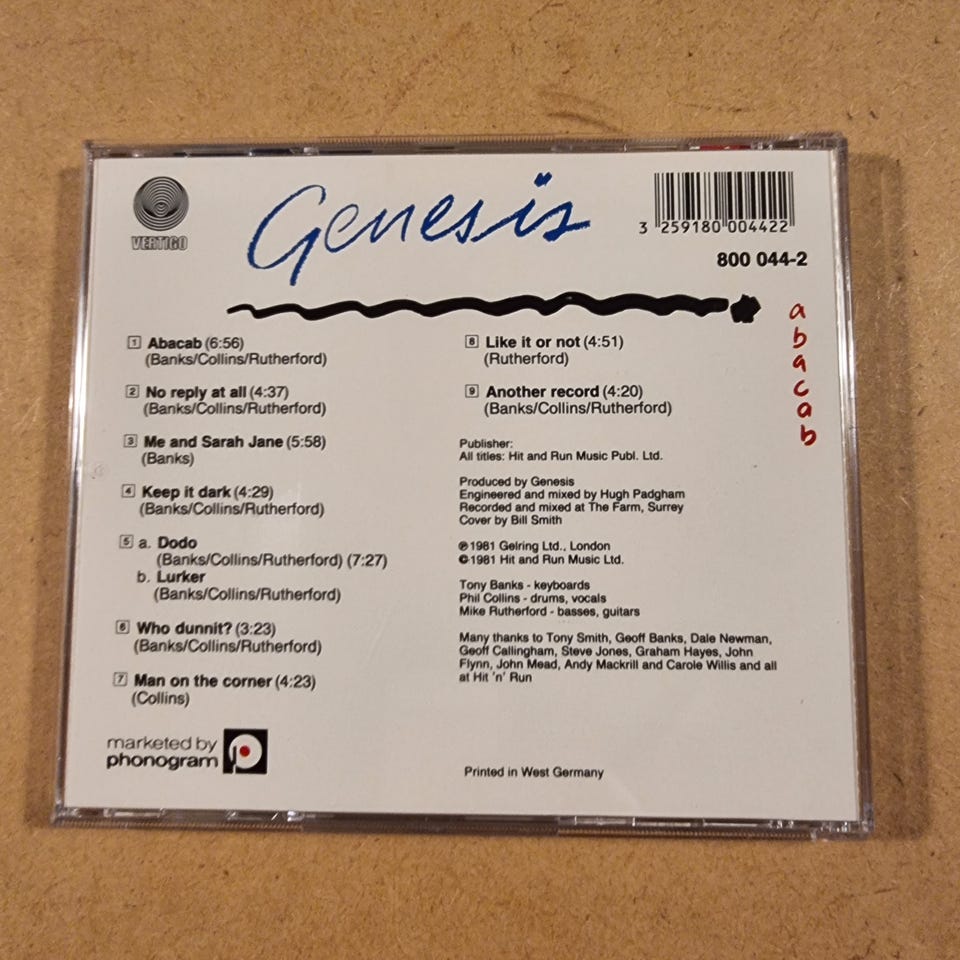 VERTIGO
Genesis
3 259180 004422
800 044-2
abacab
1 Abacab (6:56)
(Banks/Collins/Rutherford)
2 No reply at all (4:37)
(Banks/Collins/Rutherford)
3 Me and Sarah Jane (5:58)
(Banks)
4 Keep it dark (4:29)
(Banks/Collins/Rutherford)
5 a. Dodo
(Banks/Collins/Rutherford) (7:27)
b. Lurker
(Banks/Collins/Rutherford)
6 Who dunnit? (3:23)
(Banks/Collins/Rutherford)
7 Man on the corner (4:23)
(Collins)
marketed by
phonogram
8 Like it or not (4:51)
(Rutherford)
9 Another record (4:20)
(Banks/Collins/Rutherford)
Publisher:
All titles: Hit and Run Music Publ. Ltd.
Produced by Genesis
Engineered and mixed by Hugh Padgham
Recorded and mixed at The Farm, Surrey
Cover by Bill Smith
℗ 1981 Gelring Ltd., London
© 1981 Hit and Run Music Ltd.
Tony Banks - keyboards
Phil Collins - drums, vocals
Mike Rutherford - basses, guitars
Many thanks to Tony Smith, Geoff Banks, Dale Newman,
Geoff Callingham, Steve Jones, Graham Hayes, John
Flynn, John Mead, Andy Mackrill and Carole Willis and all
at Hit 'n' Run
Printed in West Germany